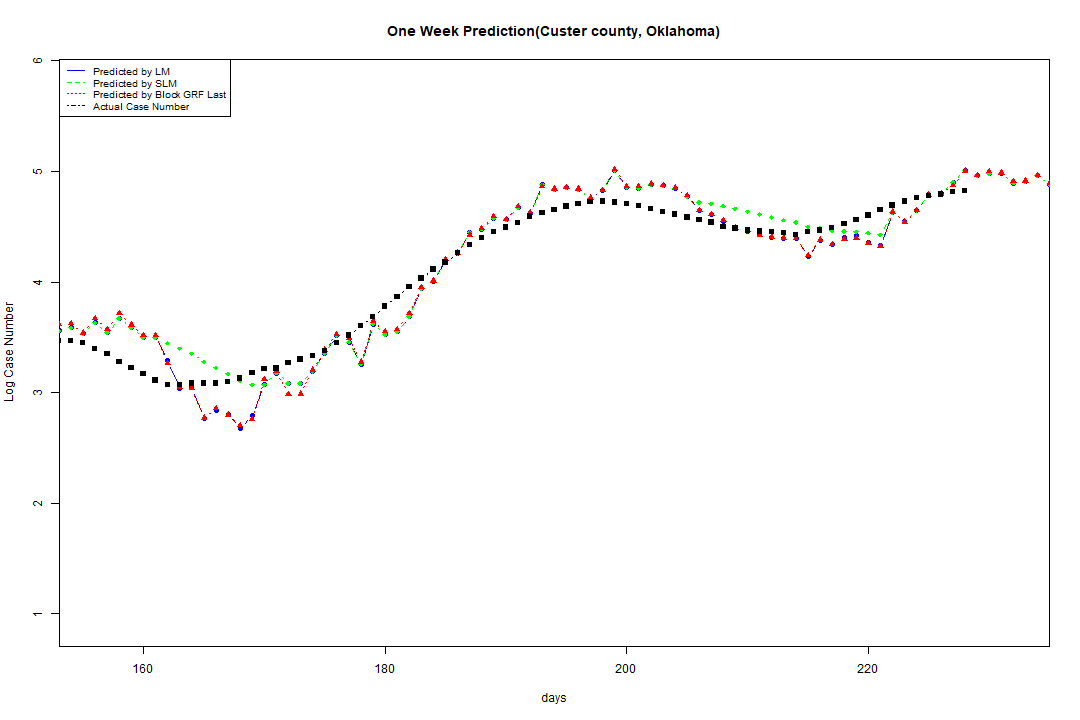 One Week Prediction(Custer county, Oklahoma)
Predicted by LM
Predicted by SLM
Predicted by Block GRF Last
Actual Case Number
6
5
4
3
2
1
Log Case Number
160 180 200 220
days